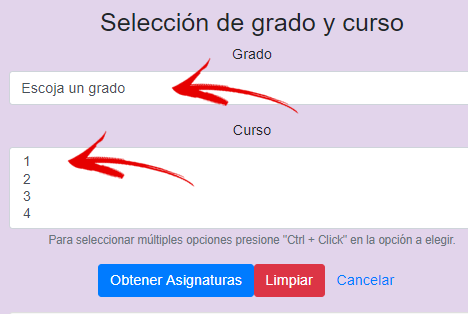 Selección de grado y curso
Grado
Escoja un grado
Curso
1
2
3
4
Para seleccionar múltiples opciones presione "Ctrl + Click" en la opción a elegir.
Obtener Asignaturas Limpiar Cancelar